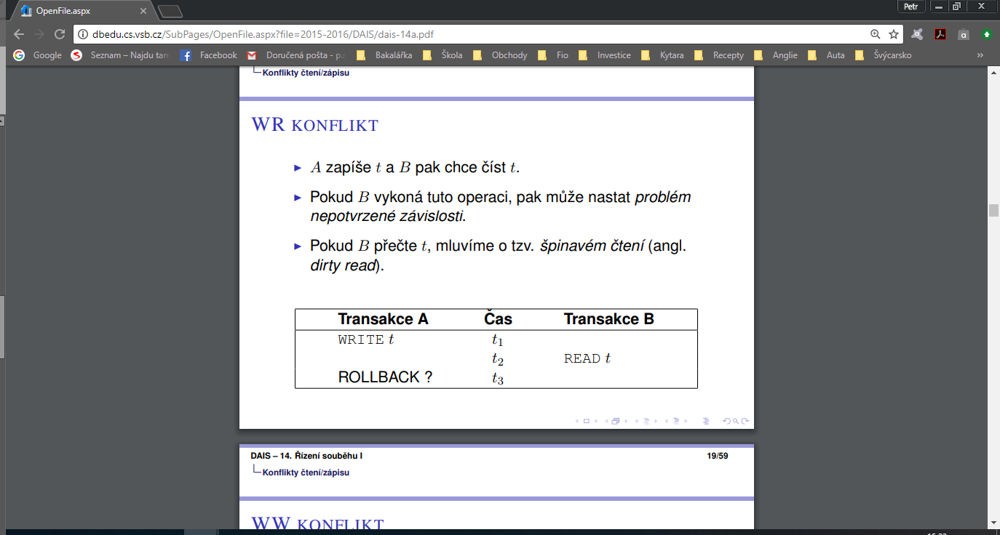 OpenFile.aspx
Petr
dbedu.cs.vsb.cz/SubPages/OpenFile.aspx?file=2015-2016/DAIS/dais-14a.pdf
Google Seznam – Najdu tam Facebook Doručená pošta - p.r Bakalářka Škola Obchody Fio Investice Kytara Recepty Anglie Auta Švýcarsko »
Konflikty čtení/zápisu
WR KONFLIKT
A zapíše t a B pak chce číst t.
Pokud B vykoná tuto operaci, pak může nastat problém
nepotvrzené závislosti.
Pokud B přečte t, mluvíme o tzv. špinavém čtení (angl.
dirty read).
Transakce A Čas Transakce B
WRITE t t1
t2 READ t
ROLLBACK ? t3
DAIS – 14. Řízení souběhu I 19/59
Konflikty čtení/zápisu
WW KONFLIKT